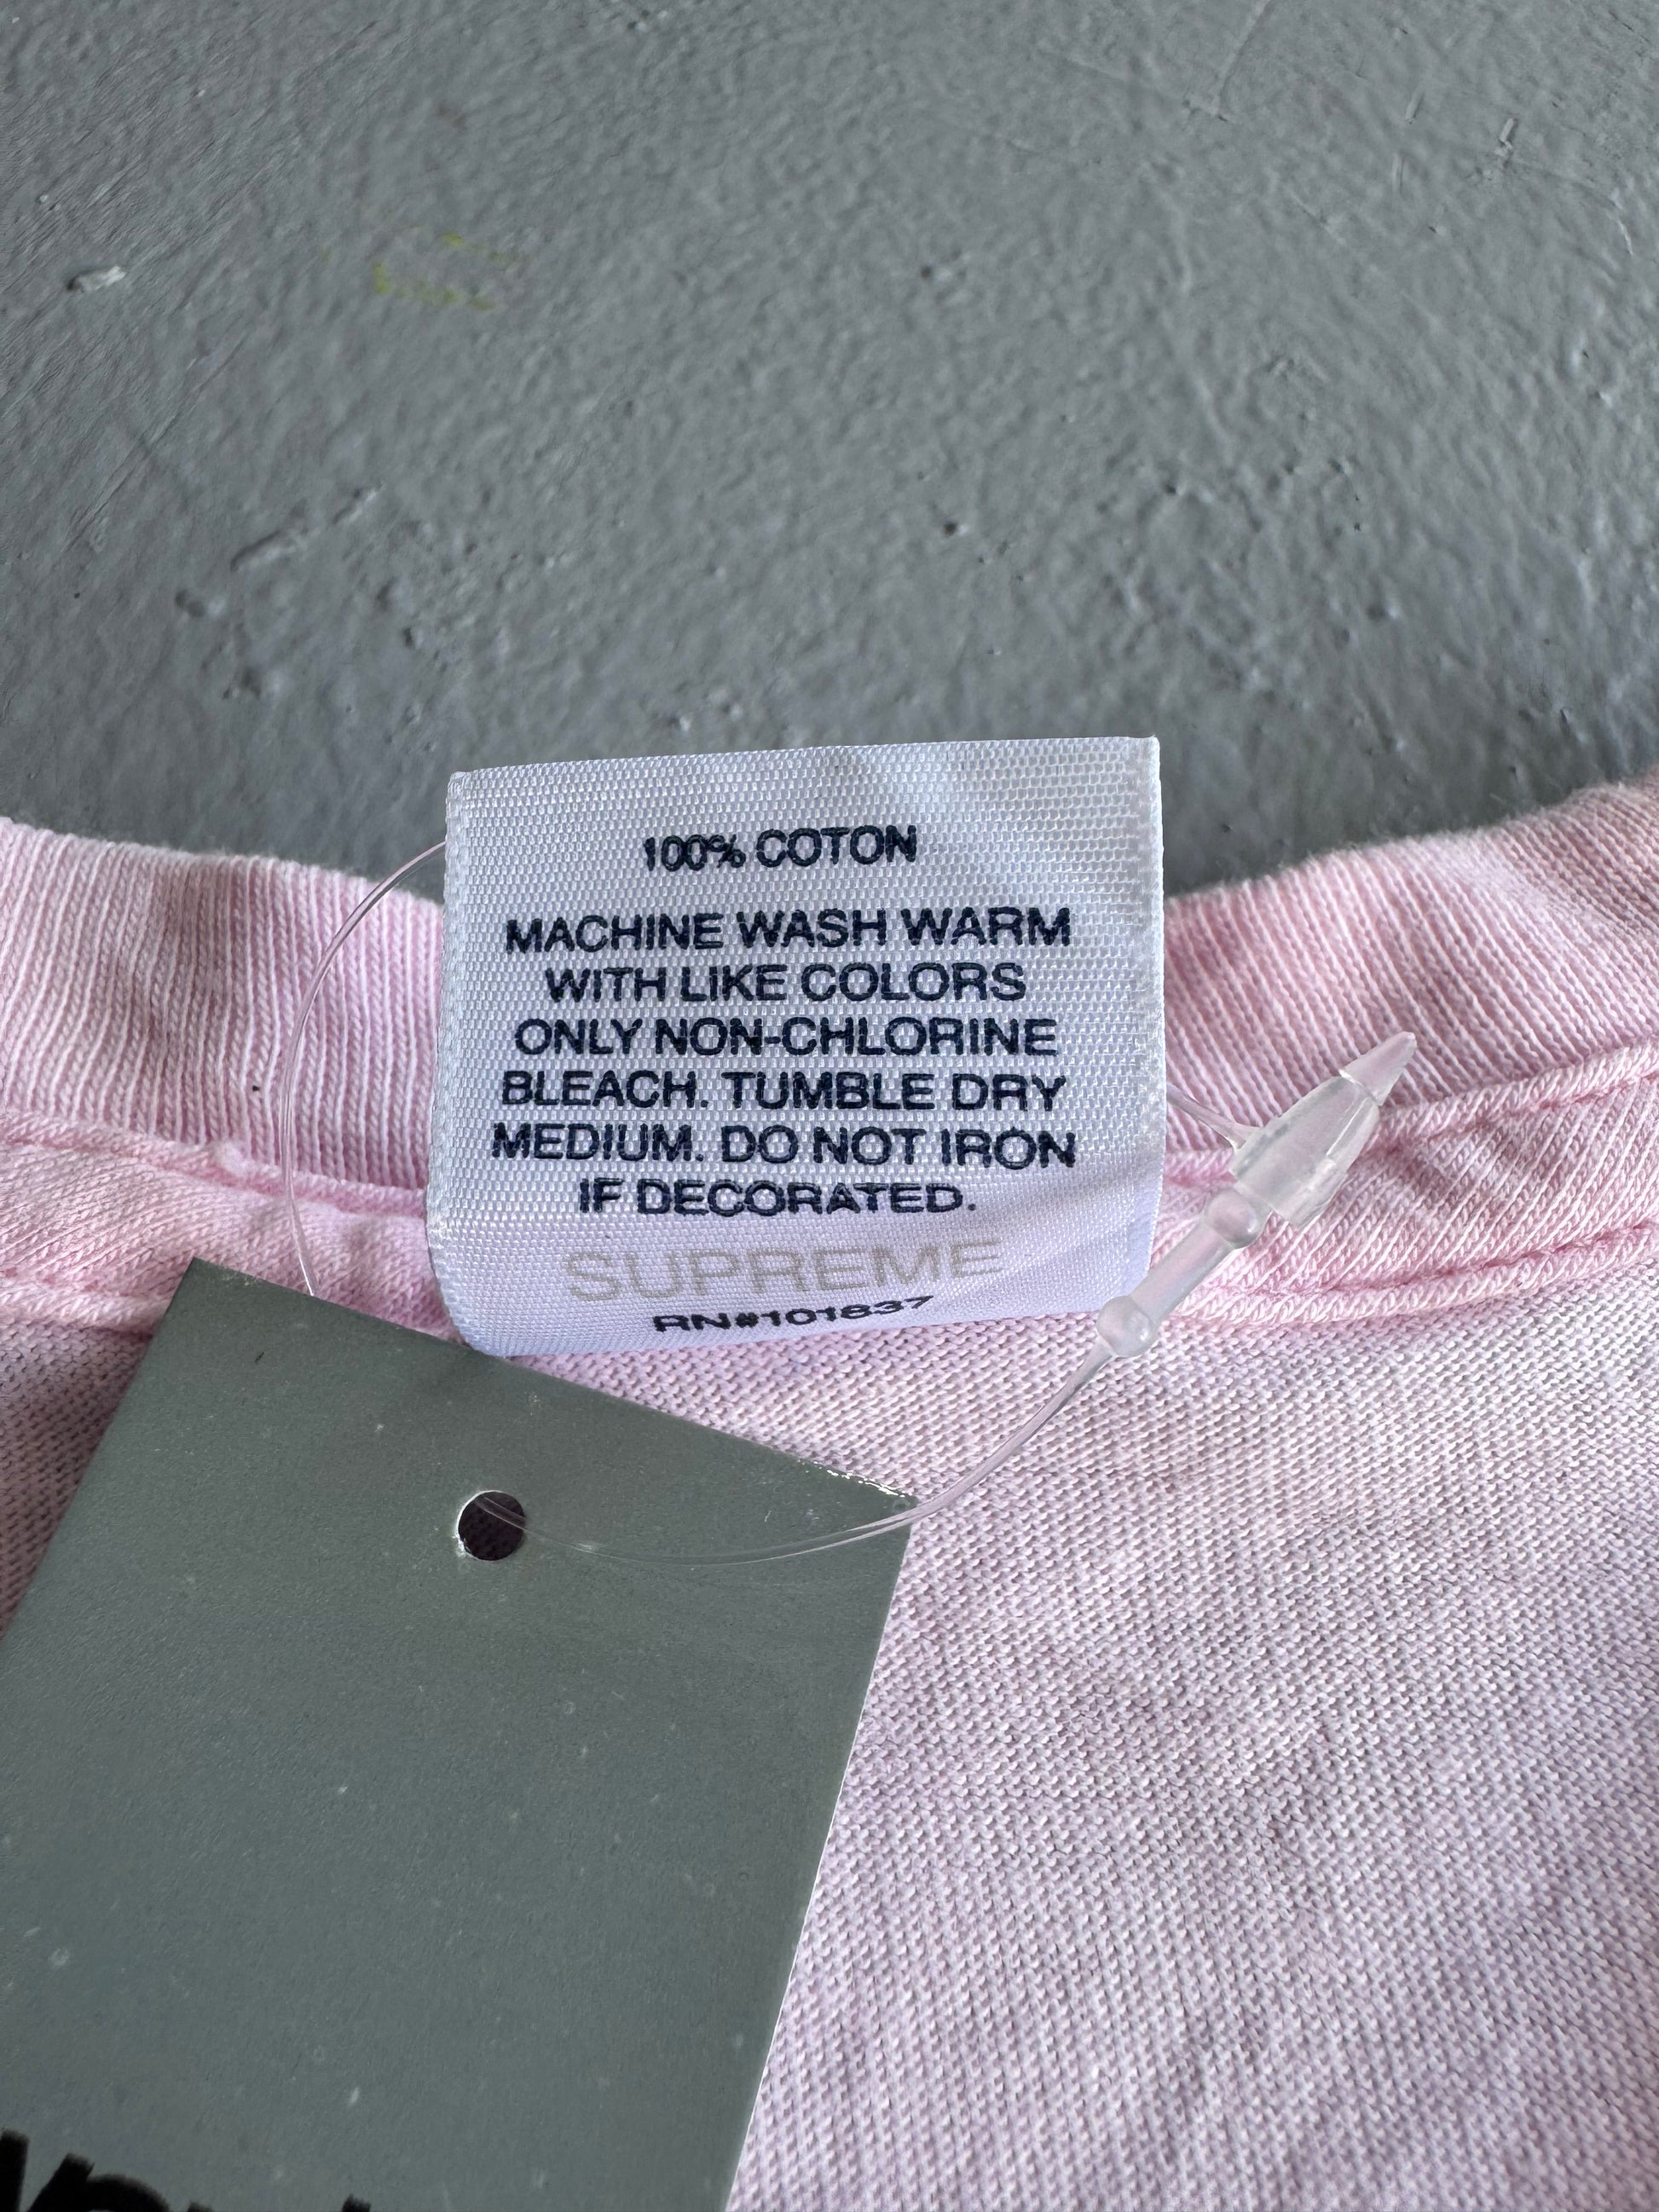 100% COTON
MACHINE WASH WARM
WITH LIKE COLORS
ONLY NON-CHLORINE
BLEACH. TUMBLE DRY
MEDIUM. DO NOT IRON
IF DECORATED.
SUPREME
RN#101837